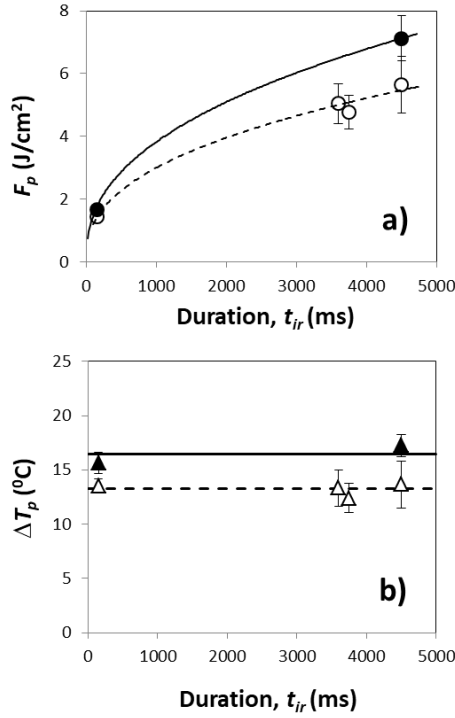 8
6
4
2
0
F_p (J/cm²)
a)
0 1000 2000 3000 4000 5000
Duration, t_ir (ms)
25
20
15
10
5
0
ΔT_p (⁰C)
b)
0 1000 2000 3000 4000 5000
Duration, t_ir (ms)